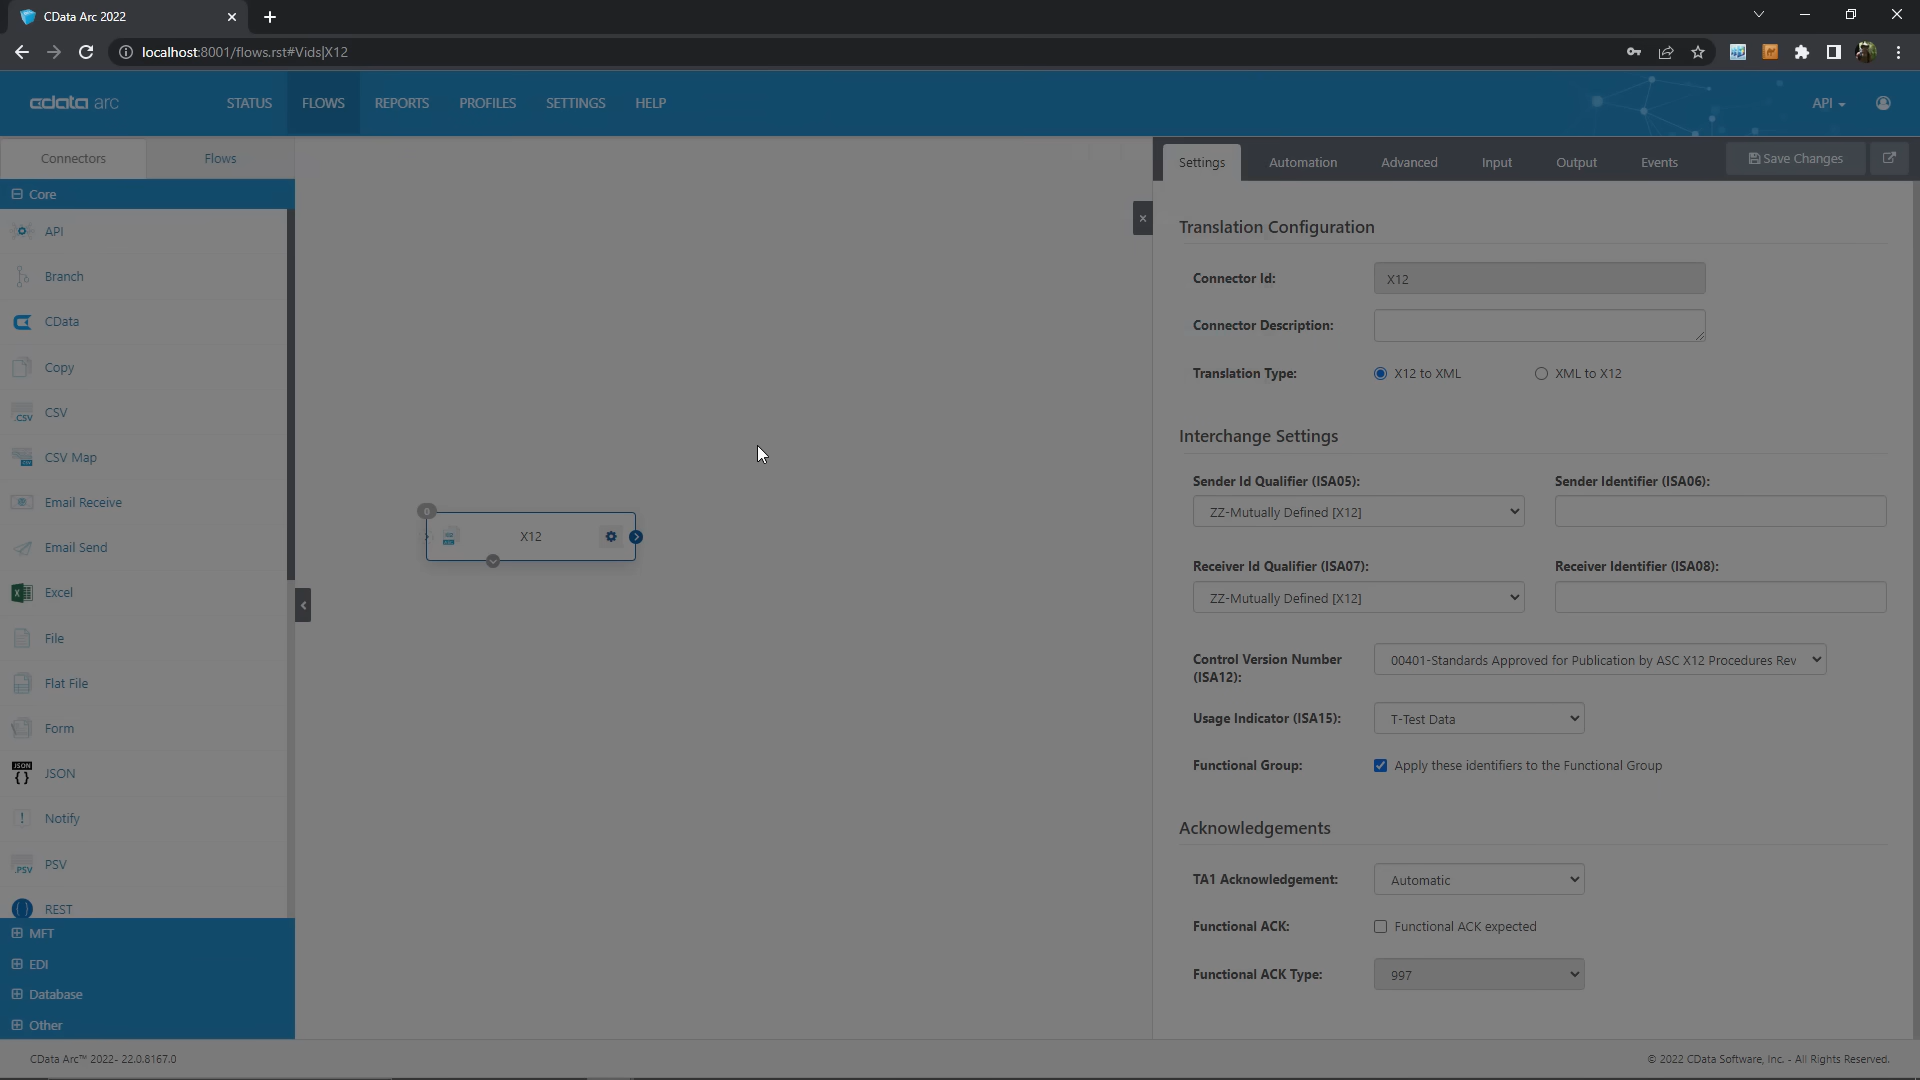 CData Arc 2022
localhost:8001/flows.rst#Vids|X12
cdata arc
STATUS
FLOWS
REPORTS
PROFILES
SETTINGS
HELP
API
Connectors
Flows
Core
API
Branch
CData
Copy
CSV
CSV Map
Email Receive
Email Send
Excel
File
Flat File
Form
JSON
Notify
PSV
REST
MFT
EDI
Database
Other
0
X12
Settings
Automation
Advanced
Input
Output
Events
Save Changes
Translation Configuration
Connector Id:
X12
Connector Description:
Translation Type:
X12 to XML
XML to X12
Interchange Settings
Sender Id Qualifier (ISA05):
Sender Identifier (ISA06):
ZZ-Mutually Defined [X12]
Receiver Id Qualifier (ISA07):
Receiver Identifier (ISA08):
ZZ-Mutually Defined [X12]
Control Version Number
(ISA12):
00401-Standards Approved for Publication by ASC X12 Procedures Rev
Usage Indicator (ISA15):
T-Test Data
Functional Group:
Apply these identifiers to the Functional Group
Acknowledgements
TA1 Acknowledgement:
Automatic
Functional ACK:
Functional ACK expected
Functional ACK Type:
997
CData Arc™ 2022- 22.0.8167.0
© 2022 CData Software, Inc. - All Rights Reserved.